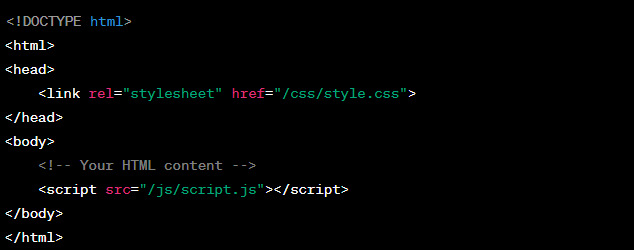 <!DOCTYPE html>
<html>
<head>
    <link rel="stylesheet" href="/css/style.css">
</head>
<body>
    <!-- Your HTML content -->
    <script src="/js/script.js"></script>
</body>
</html>